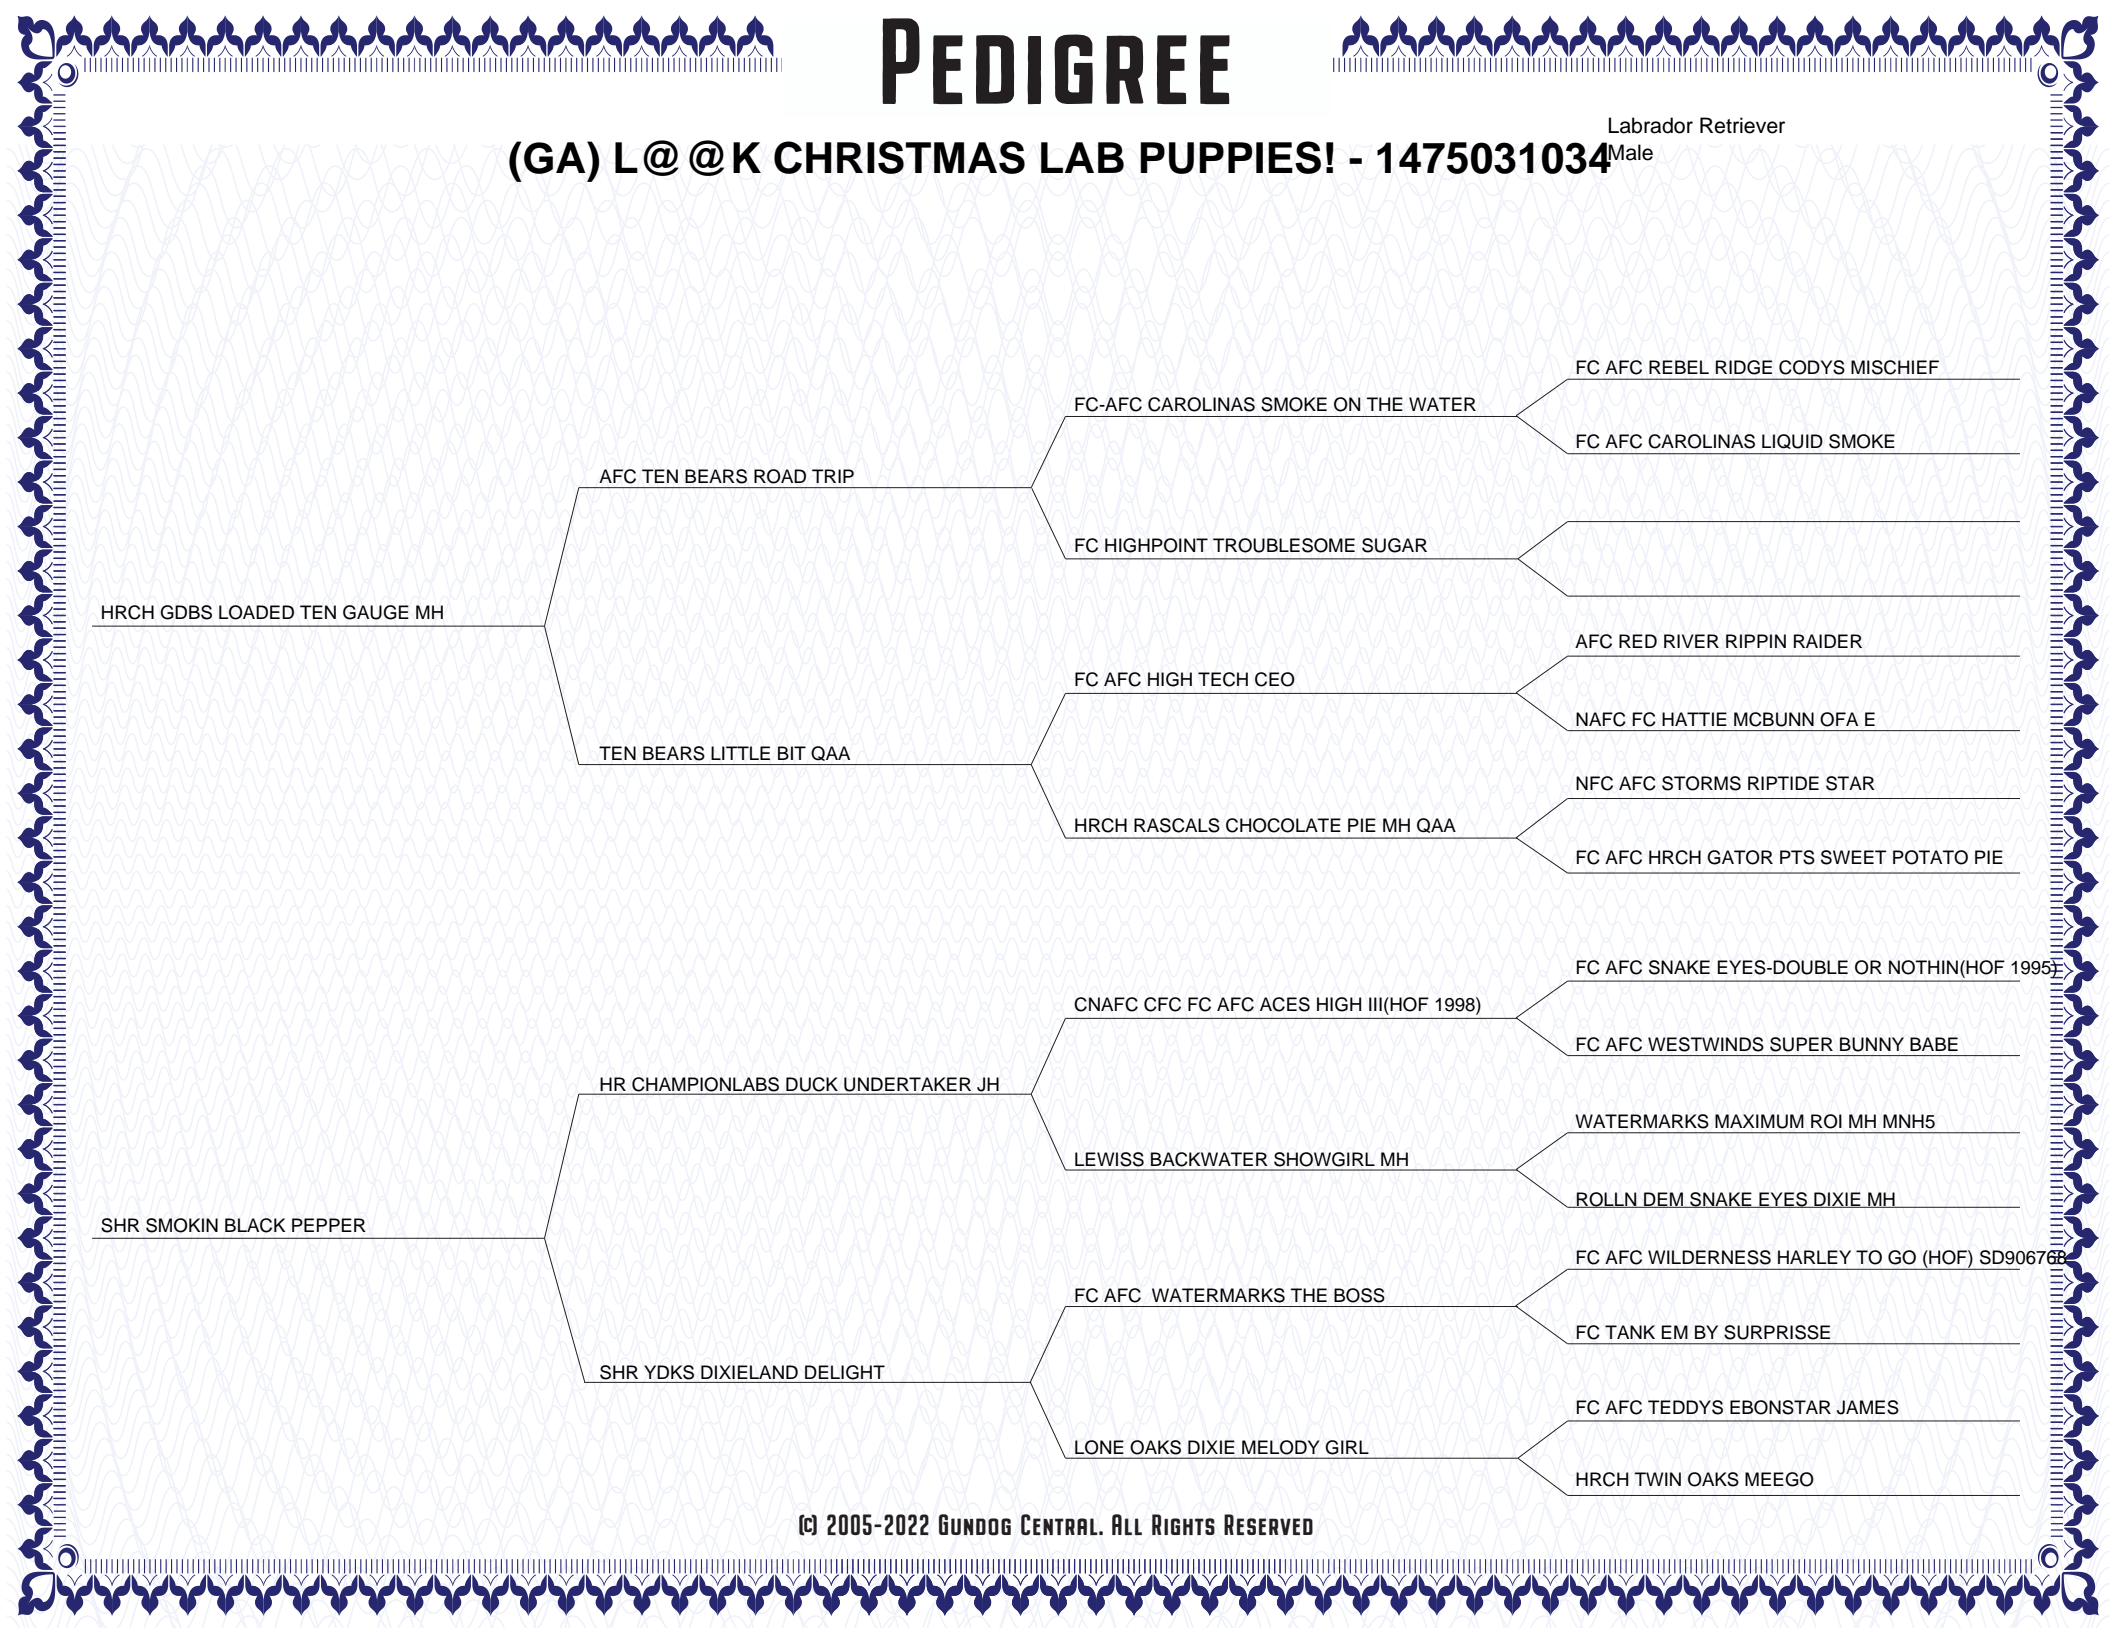 PEDIGREE
Labrador Retriever
(GA) L@@K CHRISTMAS LAB PUPPIES! - 1475031034
Male
FC AFC REBEL RIDGE CODYS MISCHIEF
FC-AFC CAROLINAS SMOKE ON THE WATER
FC AFC CAROLINAS LIQUID SMOKE
AFC TEN BEARS ROAD TRIP
FC HIGHPOINT TROUBLESOME SUGAR
HRCH GDBS LOADED TEN GAUGE MH
AFC RED RIVER RIPPIN RAIDER
FC AFC HIGH TECH CEO
NAFC FC HATTIE MCBUNN OFA E
TEN BEARS LITTLE BIT QAA
NFC AFC STORMS RIPTIDE STAR
HRCH RASCALS CHOCOLATE PIE MH QAA
FC AFC HRCH GATOR PTS SWEET POTATO PIE
FC AFC SNAKE EYES-DOUBLE OR NOTHIN(HOF 1995)
CNAFC CFC FC AFC ACES HIGH III(HOF 1998)
FC AFC WESTWINDS SUPER BUNNY BABE
HR CHAMPIONLABS DUCK UNDERTAKER JH
WATERMARKS MAXIMUM ROI MH MNH5
LEWISS BACKWATER SHOWGIRL MH
ROLLN DEM SNAKE EYES DIXIE MH
SHR SMOKIN BLACK PEPPER
FC AFC WILDERNESS HARLEY TO GO (HOF) SD906768
FC AFC  WATERMARKS THE BOSS
FC TANK EM BY SURPRISSE
SHR YDKS DIXIELAND DELIGHT
FC AFC TEDDYS EBONSTAR JAMES
LONE OAKS DIXIE MELODY GIRL
HRCH TWIN OAKS MEEGO
(C) 2005-2022 GUNDOG CENTRAL. ALL RIGHTS RESERVED